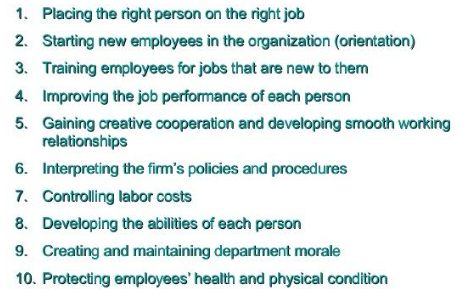 1. Placing the right person on the right job
2. Starting new employees in the organization (orientation)
3. Training employees for jobs that are new to them
4. Improving the job performance of each person
5. Gaining creative cooperation and developing smooth working
relationships
6. Interpreting the firm's policies and procedures
7. Controlling labor costs
8. Developing the abilities of each person
9. Creating and maintaining department morale
10. Protecting employees' health and physical condition